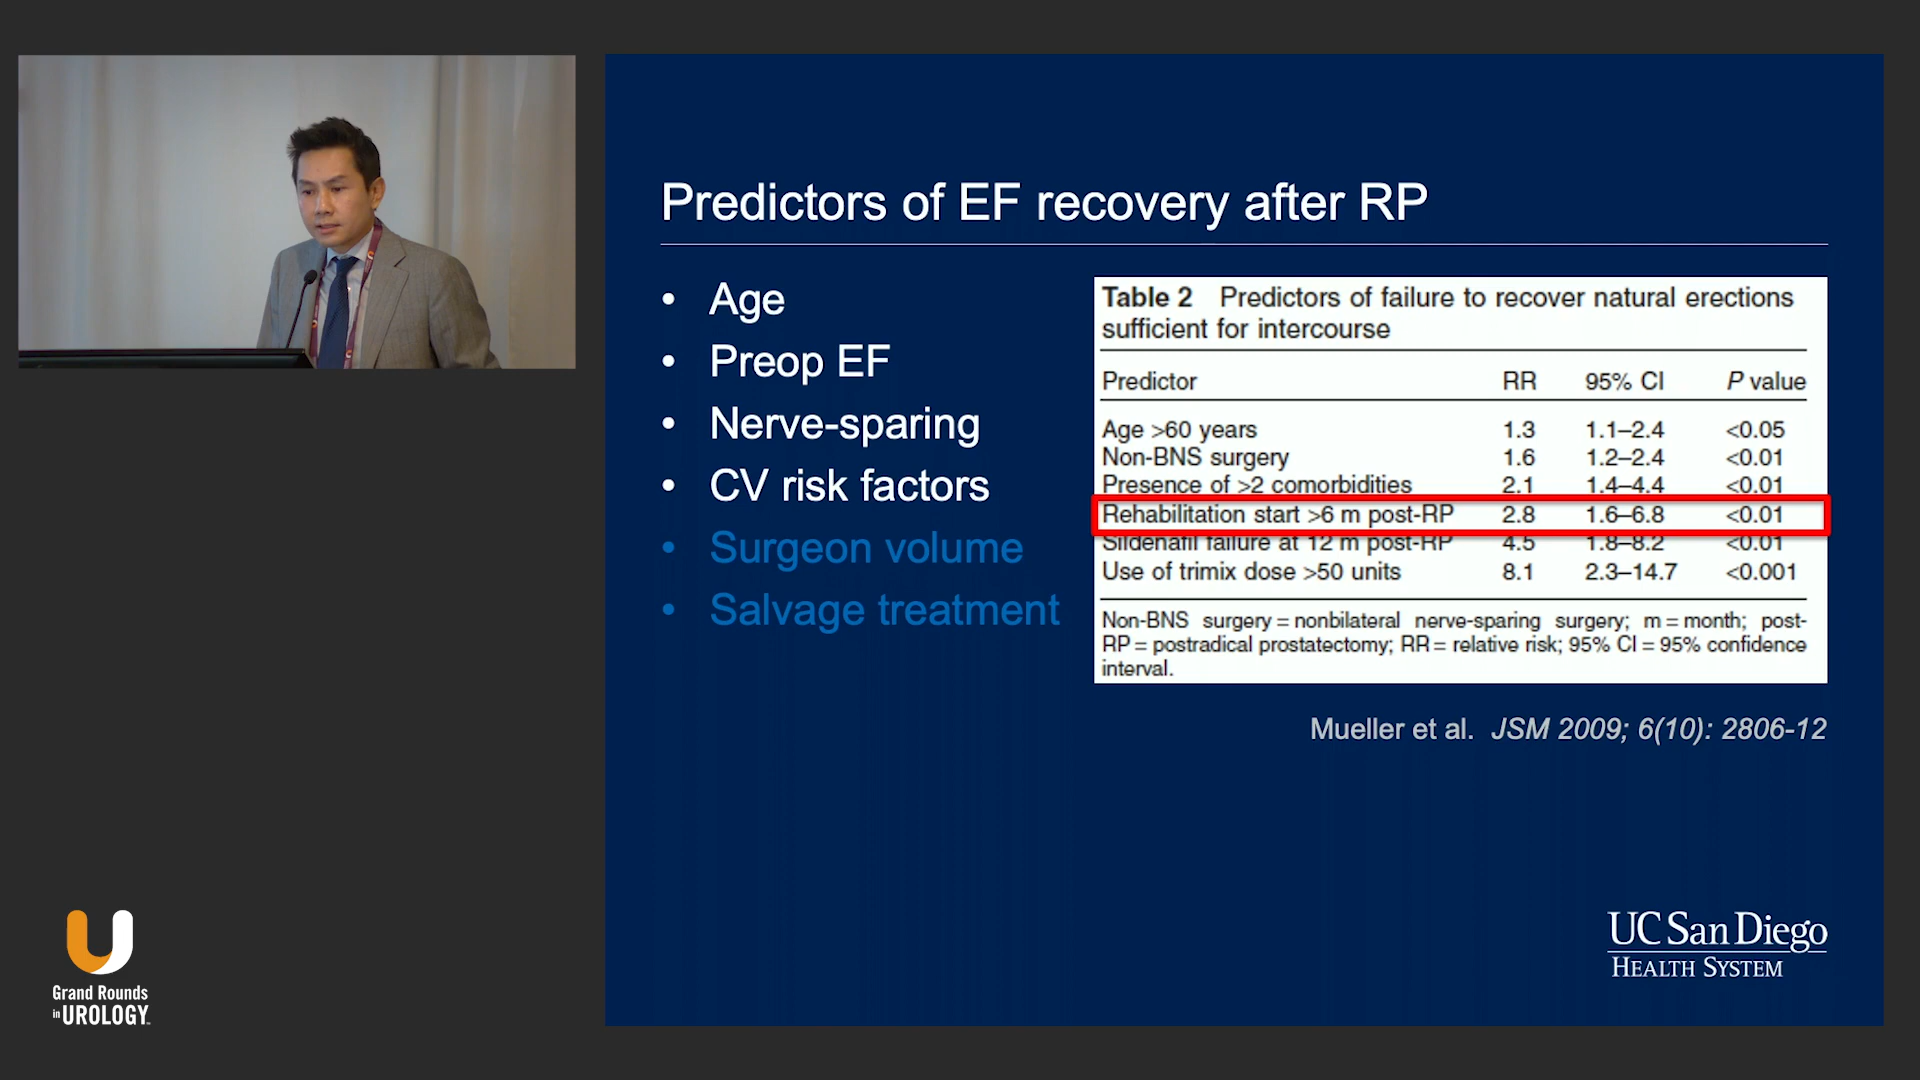 Predictors of EF recovery after RP
• Age
• Preop EF
• Nerve-sparing
• CV risk factors
• Surgeon volume
• Salvage treatment
Table 2 Predictors of failure to recover natural erections
sufficient for intercourse
Predictor RR 95% CI P value
Age >60 years 1.3 1.1–2.4 <0.05
Non-BNS surgery 1.6 1.2–2.4 <0.01
Presence of >2 comorbidities 2.1 1.4–4.4 <0.01
Rehabilitation start >6 m post-RP 2.8 1.6–6.8 <0.01
Sildenafil failure at 12 m post-RP 4.5 1.8–8.2 <0.01
Use of trimix dose >50 units 8.1 2.3–14.7 <0.001
Non-BNS surgery = nonbilateral nerve-sparing surgery; m = month; post-
RP = postradical prostatectomy; RR = relative risk; 95% CI = 95% confidence
interval.
Mueller et al. JSM 2009; 6(10): 2806-12
UC San Diego
HEALTH SYSTEM
Grand Rounds
in UROLOGY